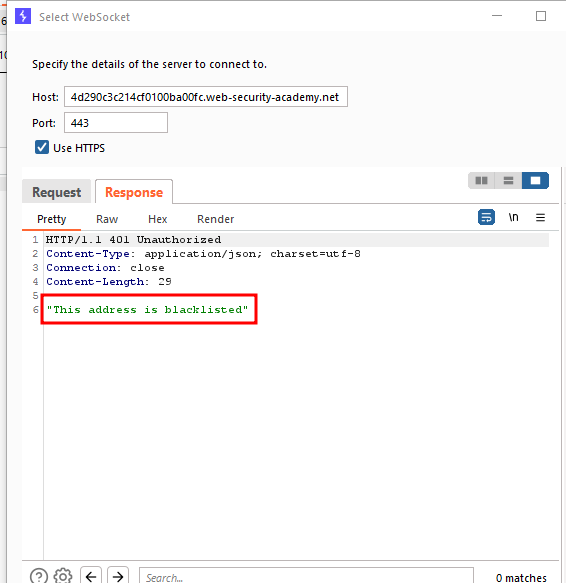 Select WebSocket
Specify the details of the server to connect to.
Host: 4d290c3c214cf0100ba00fc.web-security-academy.net
Port: 443
Use HTTPS
Request Response
Pretty Raw Hex Render \n
1 HTTP/1.1 401 Unauthorized
2 Content-Type: application/json; charset=utf-8
3 Connection: close
4 Content-Length: 29
5
6 "This address is blacklisted"
Search...
0 matches